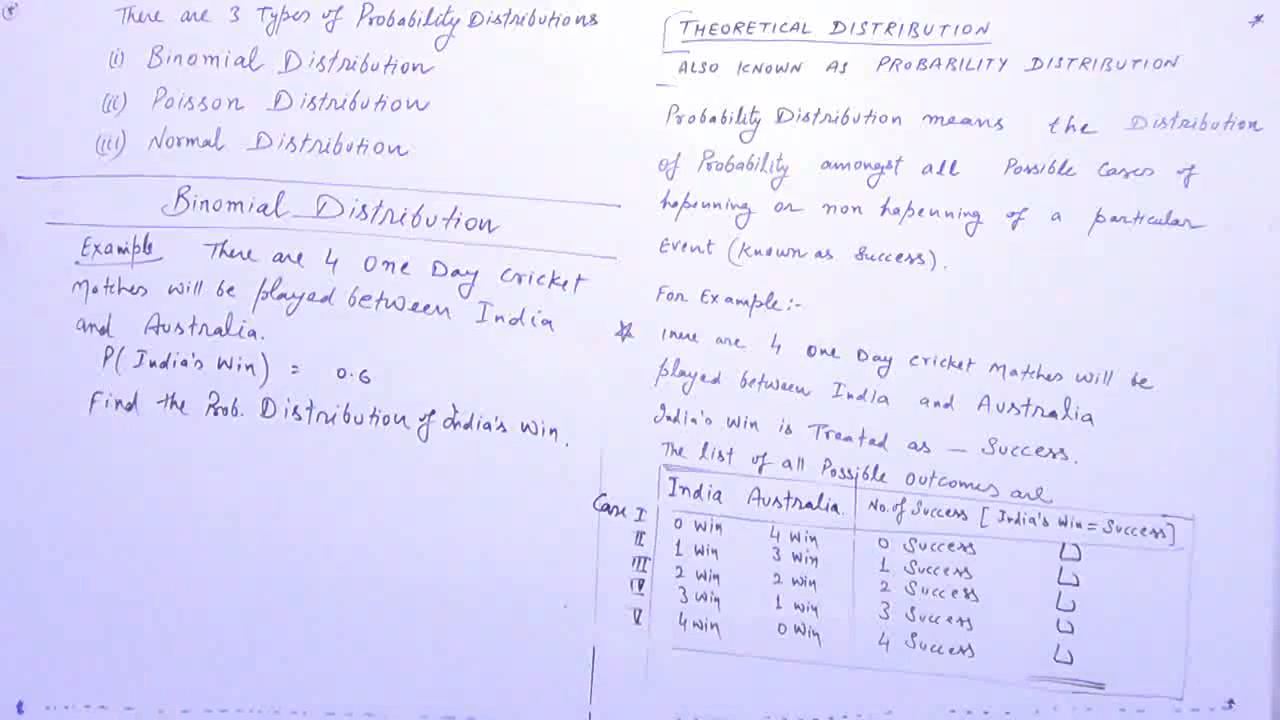 There are 3 Types of Probability Distributions
(i) Binomial Distribution
(ii) Poisson Distribution
(iii) Normal Distribution
Binomial Distribution
Example There are 4 One Day Cricket
Matches will be played between India
and Australia.
P(India's Win) = 0.6
Find the Prob. Distribution of India's Win.
THEORETICAL DISTRIBUTION
ALSO KNOWN AS PROBABILITY DISTRIBUTION
Probability Distribution means the Distribution
of Probability amongst all Possible Cases of
hapenning or non hapenning of a particular
Event (Known as Success).
For Example:-
There are 4 One Day Cricket Matches will be
played between India and Australia
India's Win is Treated as — Success.
The list of all Possible outcomes are
India Australia. No. of Success [India's Win = Success]
Case I 0 Win 4 Win 0 Success
II 1 Win 3 Win 1 Success
III 2 Win 2 Win 2 Success
IV 3 Win 1 Win 3 Success
V 4 Win 0 Win 4 Success